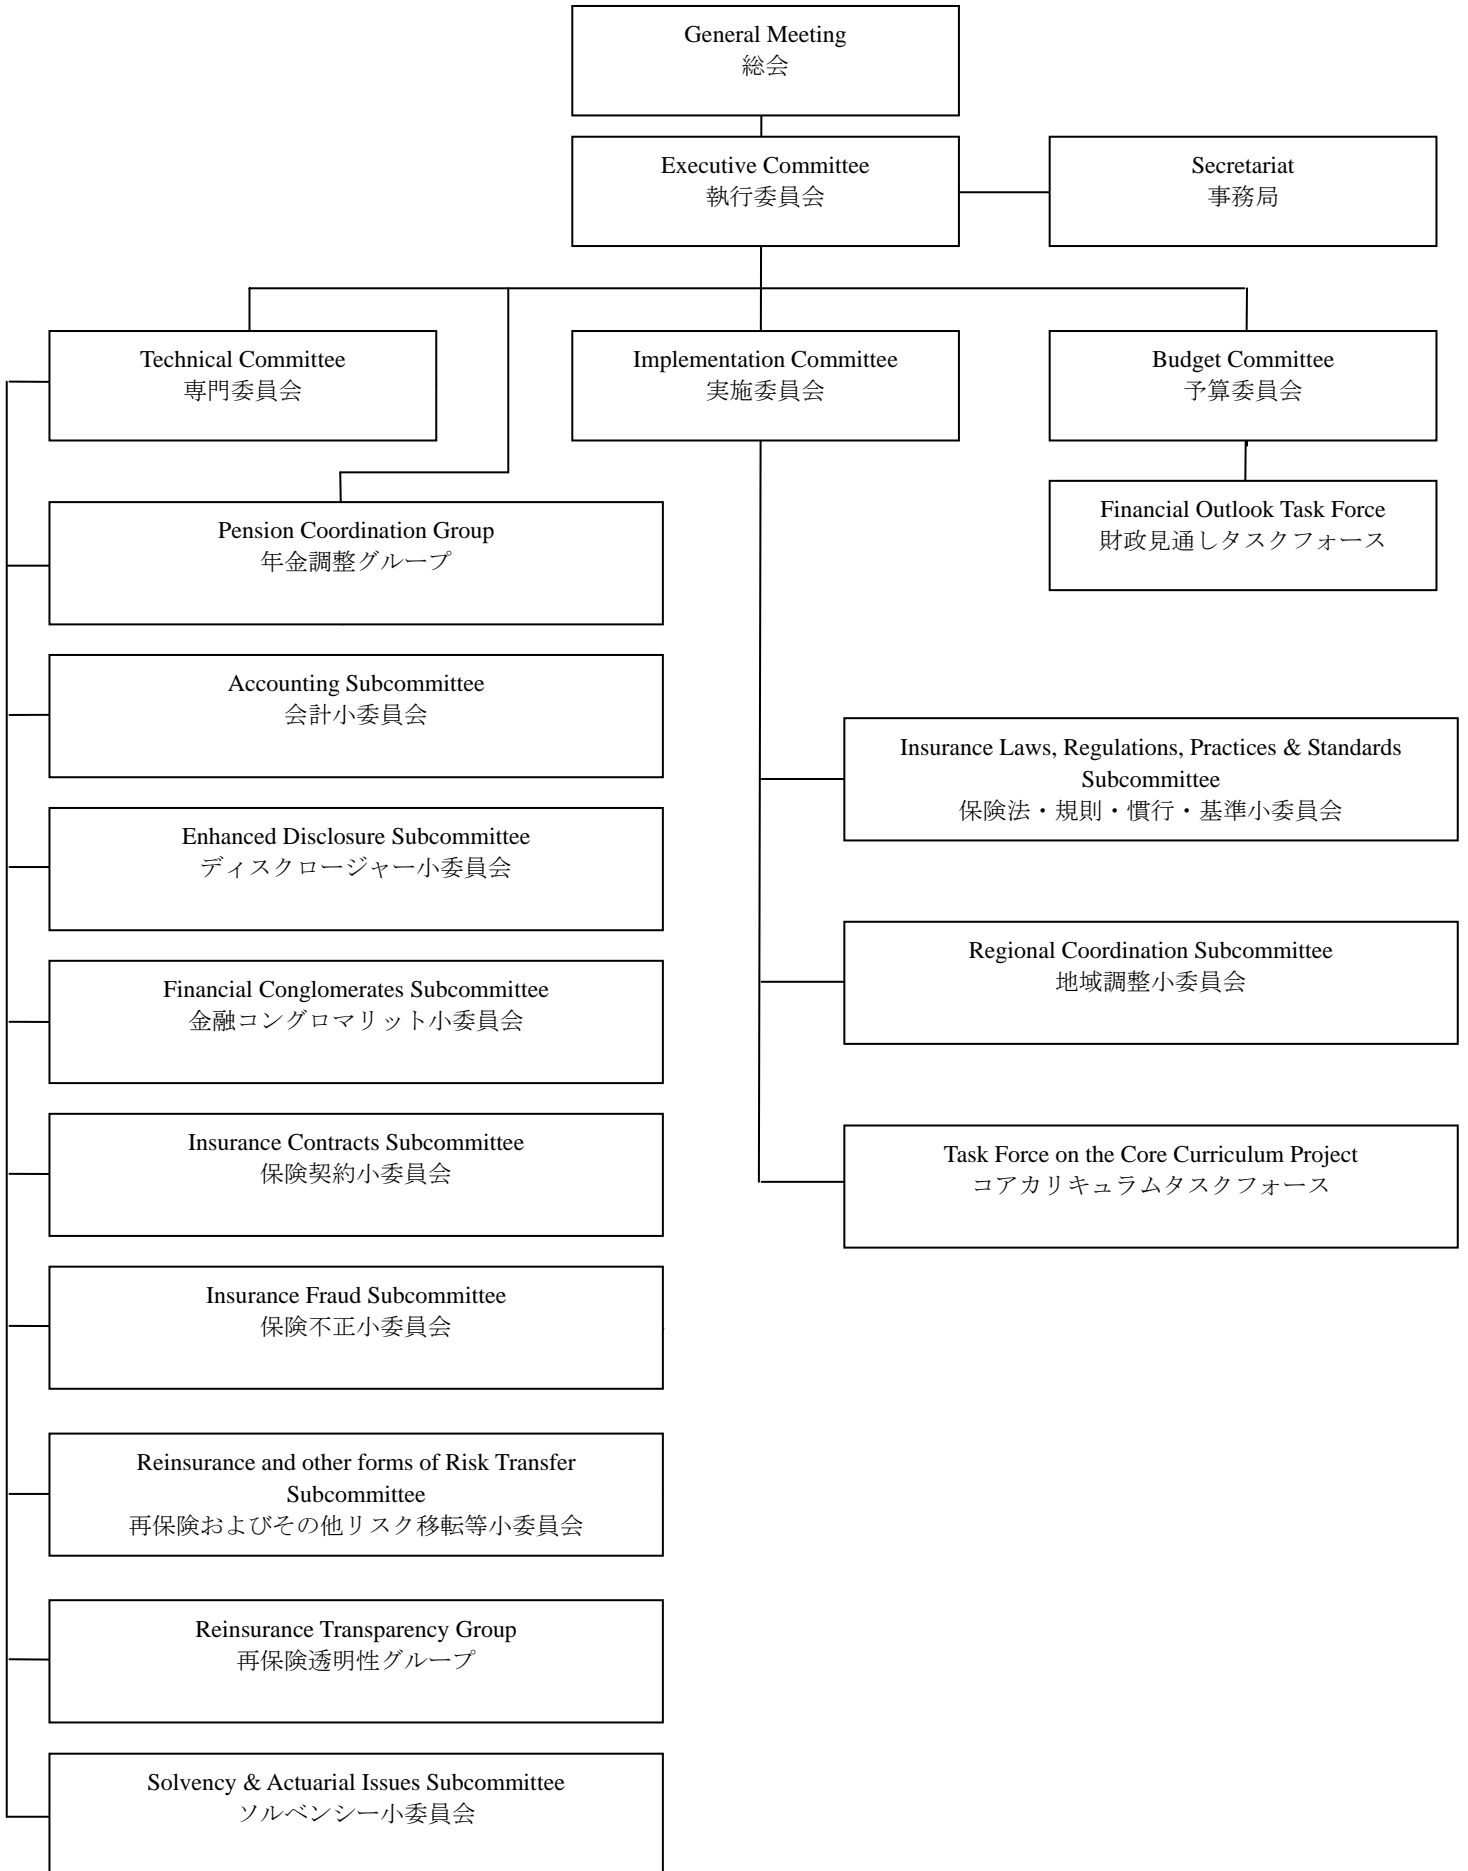 General Meeting
総会
Executive Committee
執行委員会
Secretariat
事務局
Technical Committee
専門委員会
Implementation Committee
実施委員会
Budget Committee
予算委員会
Financial Outlook Task Force
財政見通しタスクフォース
Pension Coordination Group
年金調整グループ
Accounting Subcommittee
会計小委員会
Enhanced Disclosure Subcommittee
ディスクロージャー小委員会
Financial Conglomerates Subcommittee
金融コングロマリット小委員会
Insurance Contracts Subcommittee
保険契約小委員会
Insurance Fraud Subcommittee
保険不正小委員会
Reinsurance and other forms of Risk Transfer
Subcommittee
再保険およびその他リスク移転等小委員会
Reinsurance Transparency Group
再保険透明性グループ
Solvency & Actuarial Issues Subcommittee
ソルベンシー小委員会
Insurance Laws, Regulations, Practices & Standards
Subcommittee
保険法・規則・慣行・基準小委員会
Regional Coordination Subcommittee
地域調整小委員会
Task Force on the Core Curriculum Project
コアカリキュラムタスクフォース